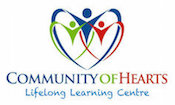 COMMUNITY OF HEARTS
Lifelong Learning Centre